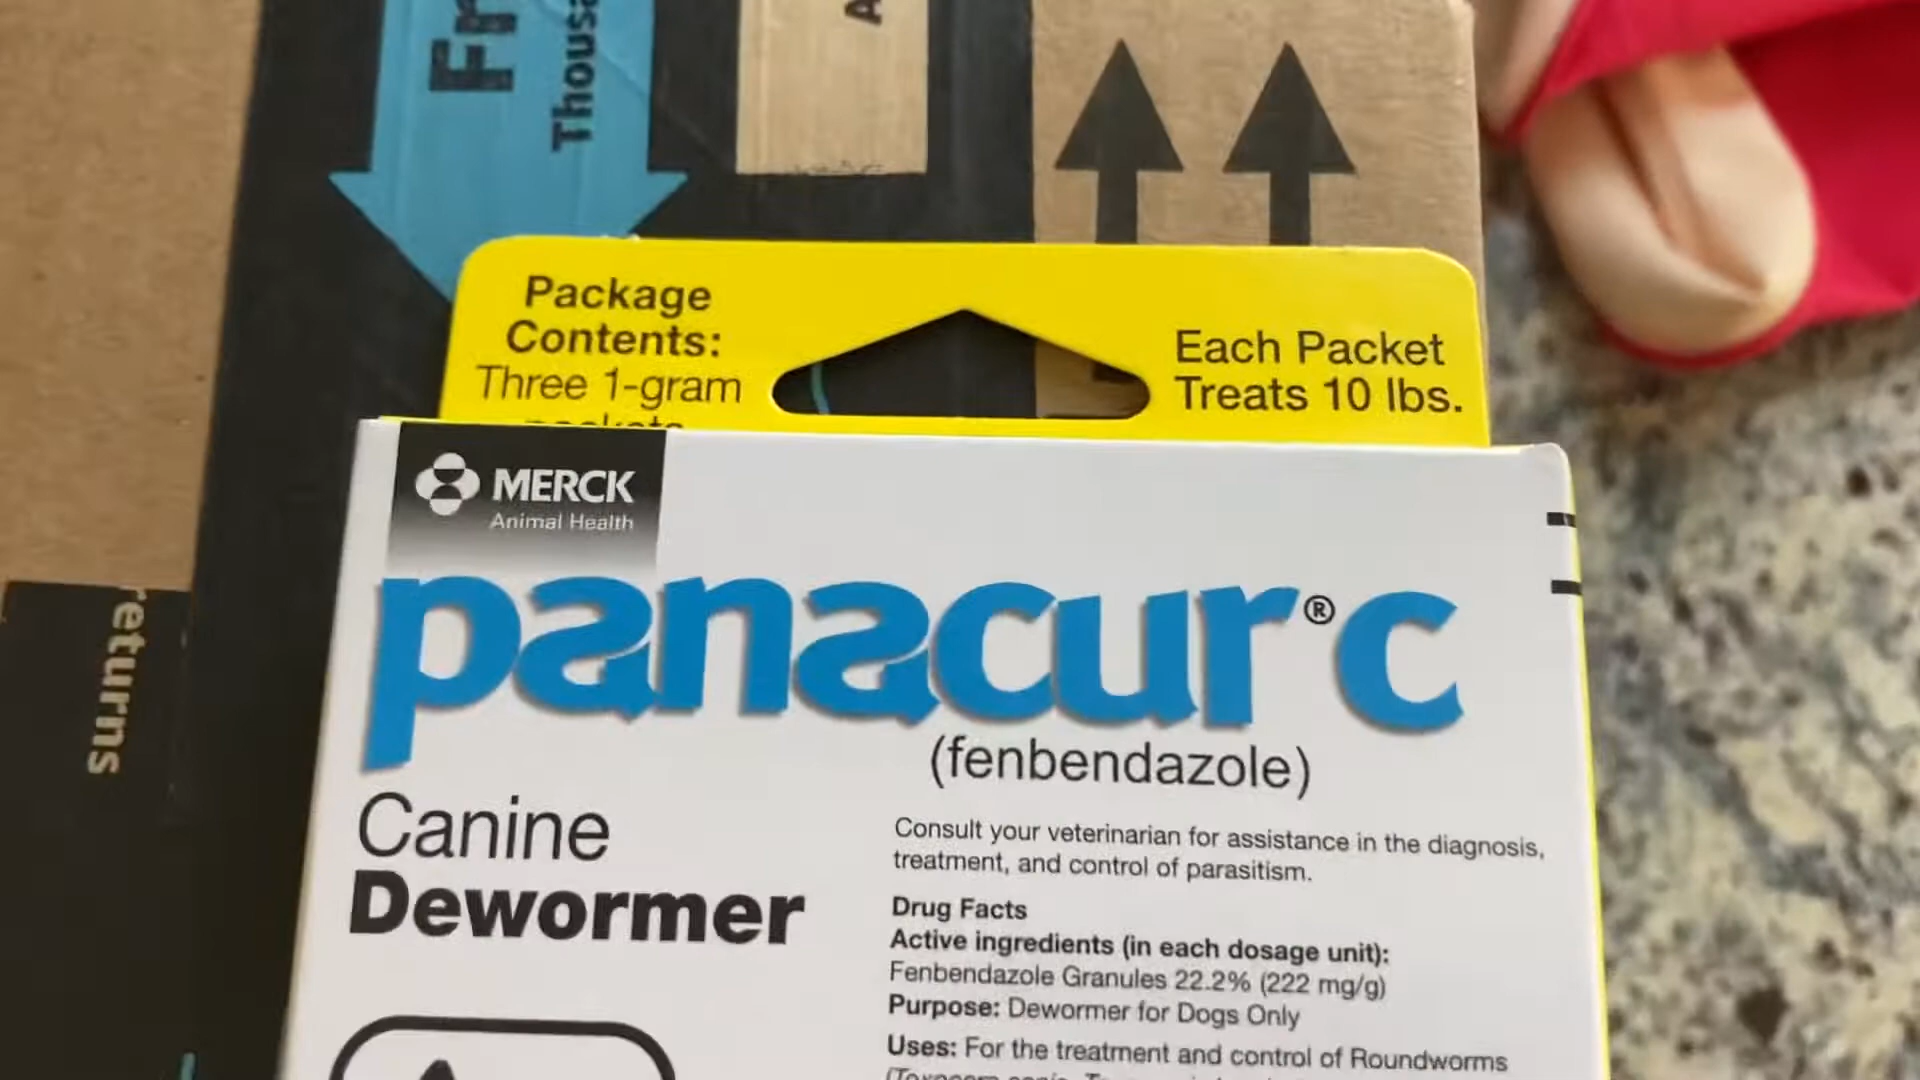 Fr
Thousa
A
Package
Contents:
Three 1-gram
packets
Each Packet
Treats 10 lbs.
MERCK
Animal Health
panacur® c
(fenbendazole)
Canine
Dewormer
Consult your veterinarian for assistance in the diagnosis,
treatment, and control of parasitism.
Drug Facts
Active ingredients (in each dosage unit):
Fenbendazole Granules 22.2% (222 mg/g)
Purpose: Dewormer for Dogs Only
Uses: For the treatment and control of Roundworms
eturns